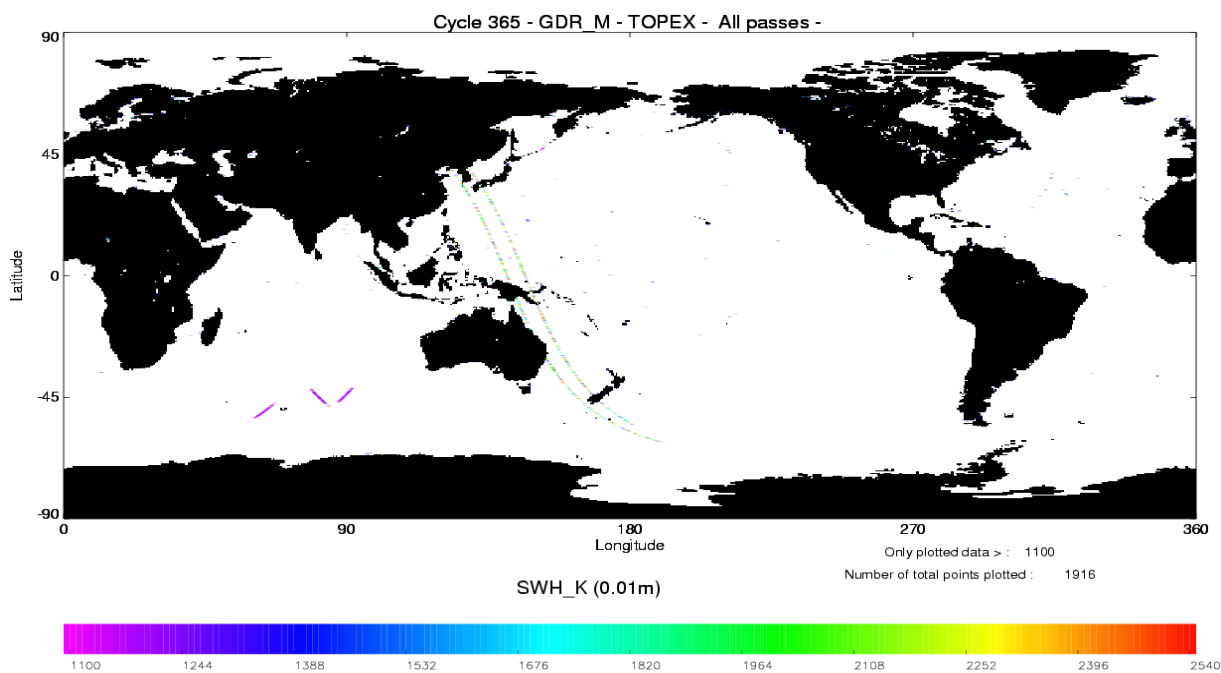 Cycle 365 - GDR_M - TOPEX - All passes -
90
45
0
-45
-90
Latitude
0 90 180 270 360
Longitude
Only plotted data > : 1100
Number of total points plotted : 1916
SWH_K (0.01m)
1100 1244 1388 1532 1676 1820 1964 2108 2252 2396 2540